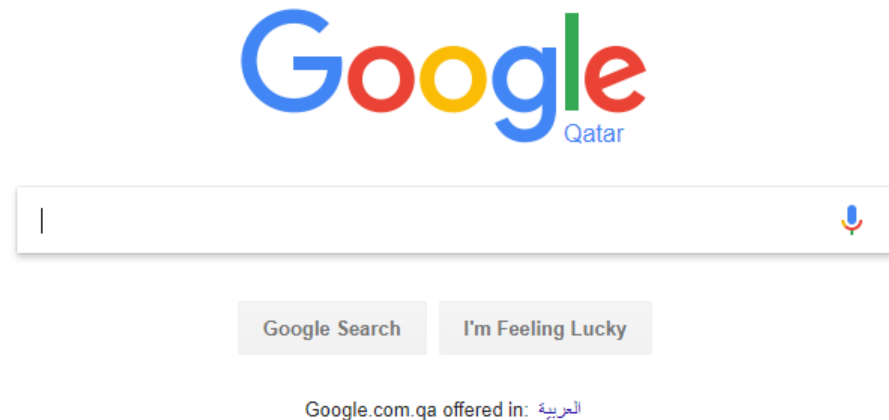 Google
Qatar
Google Search
I'm Feeling Lucky
Google.com.qa offered in: العربية